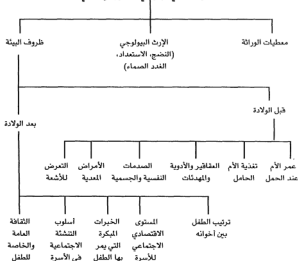 معطيات الوراثة
الإرث البيولوجي
(النضج، الاستعداد،
الغدد الصماء)
ظروف البيئة
قبل الولادة
بعد الولادة
عمر الأم
عند الحمل
تغذية الأم
الحامل
العقاقير والأدوية
والمهدئات
الصدمات
النفسية والجسمية
الأمراض
المعدية
التعرض
للأشعة
ترتيب الطفل
بين أخوانه
المستوى
الاقتصادي
الاجتماعي
للأسرة
الخبرات
المبكرة
التي يمر
بها الطفل
أسلوب
التنشئة
الاجتماعية
في الأسرة
الثقافة
العامة
والخاصة
للطفل